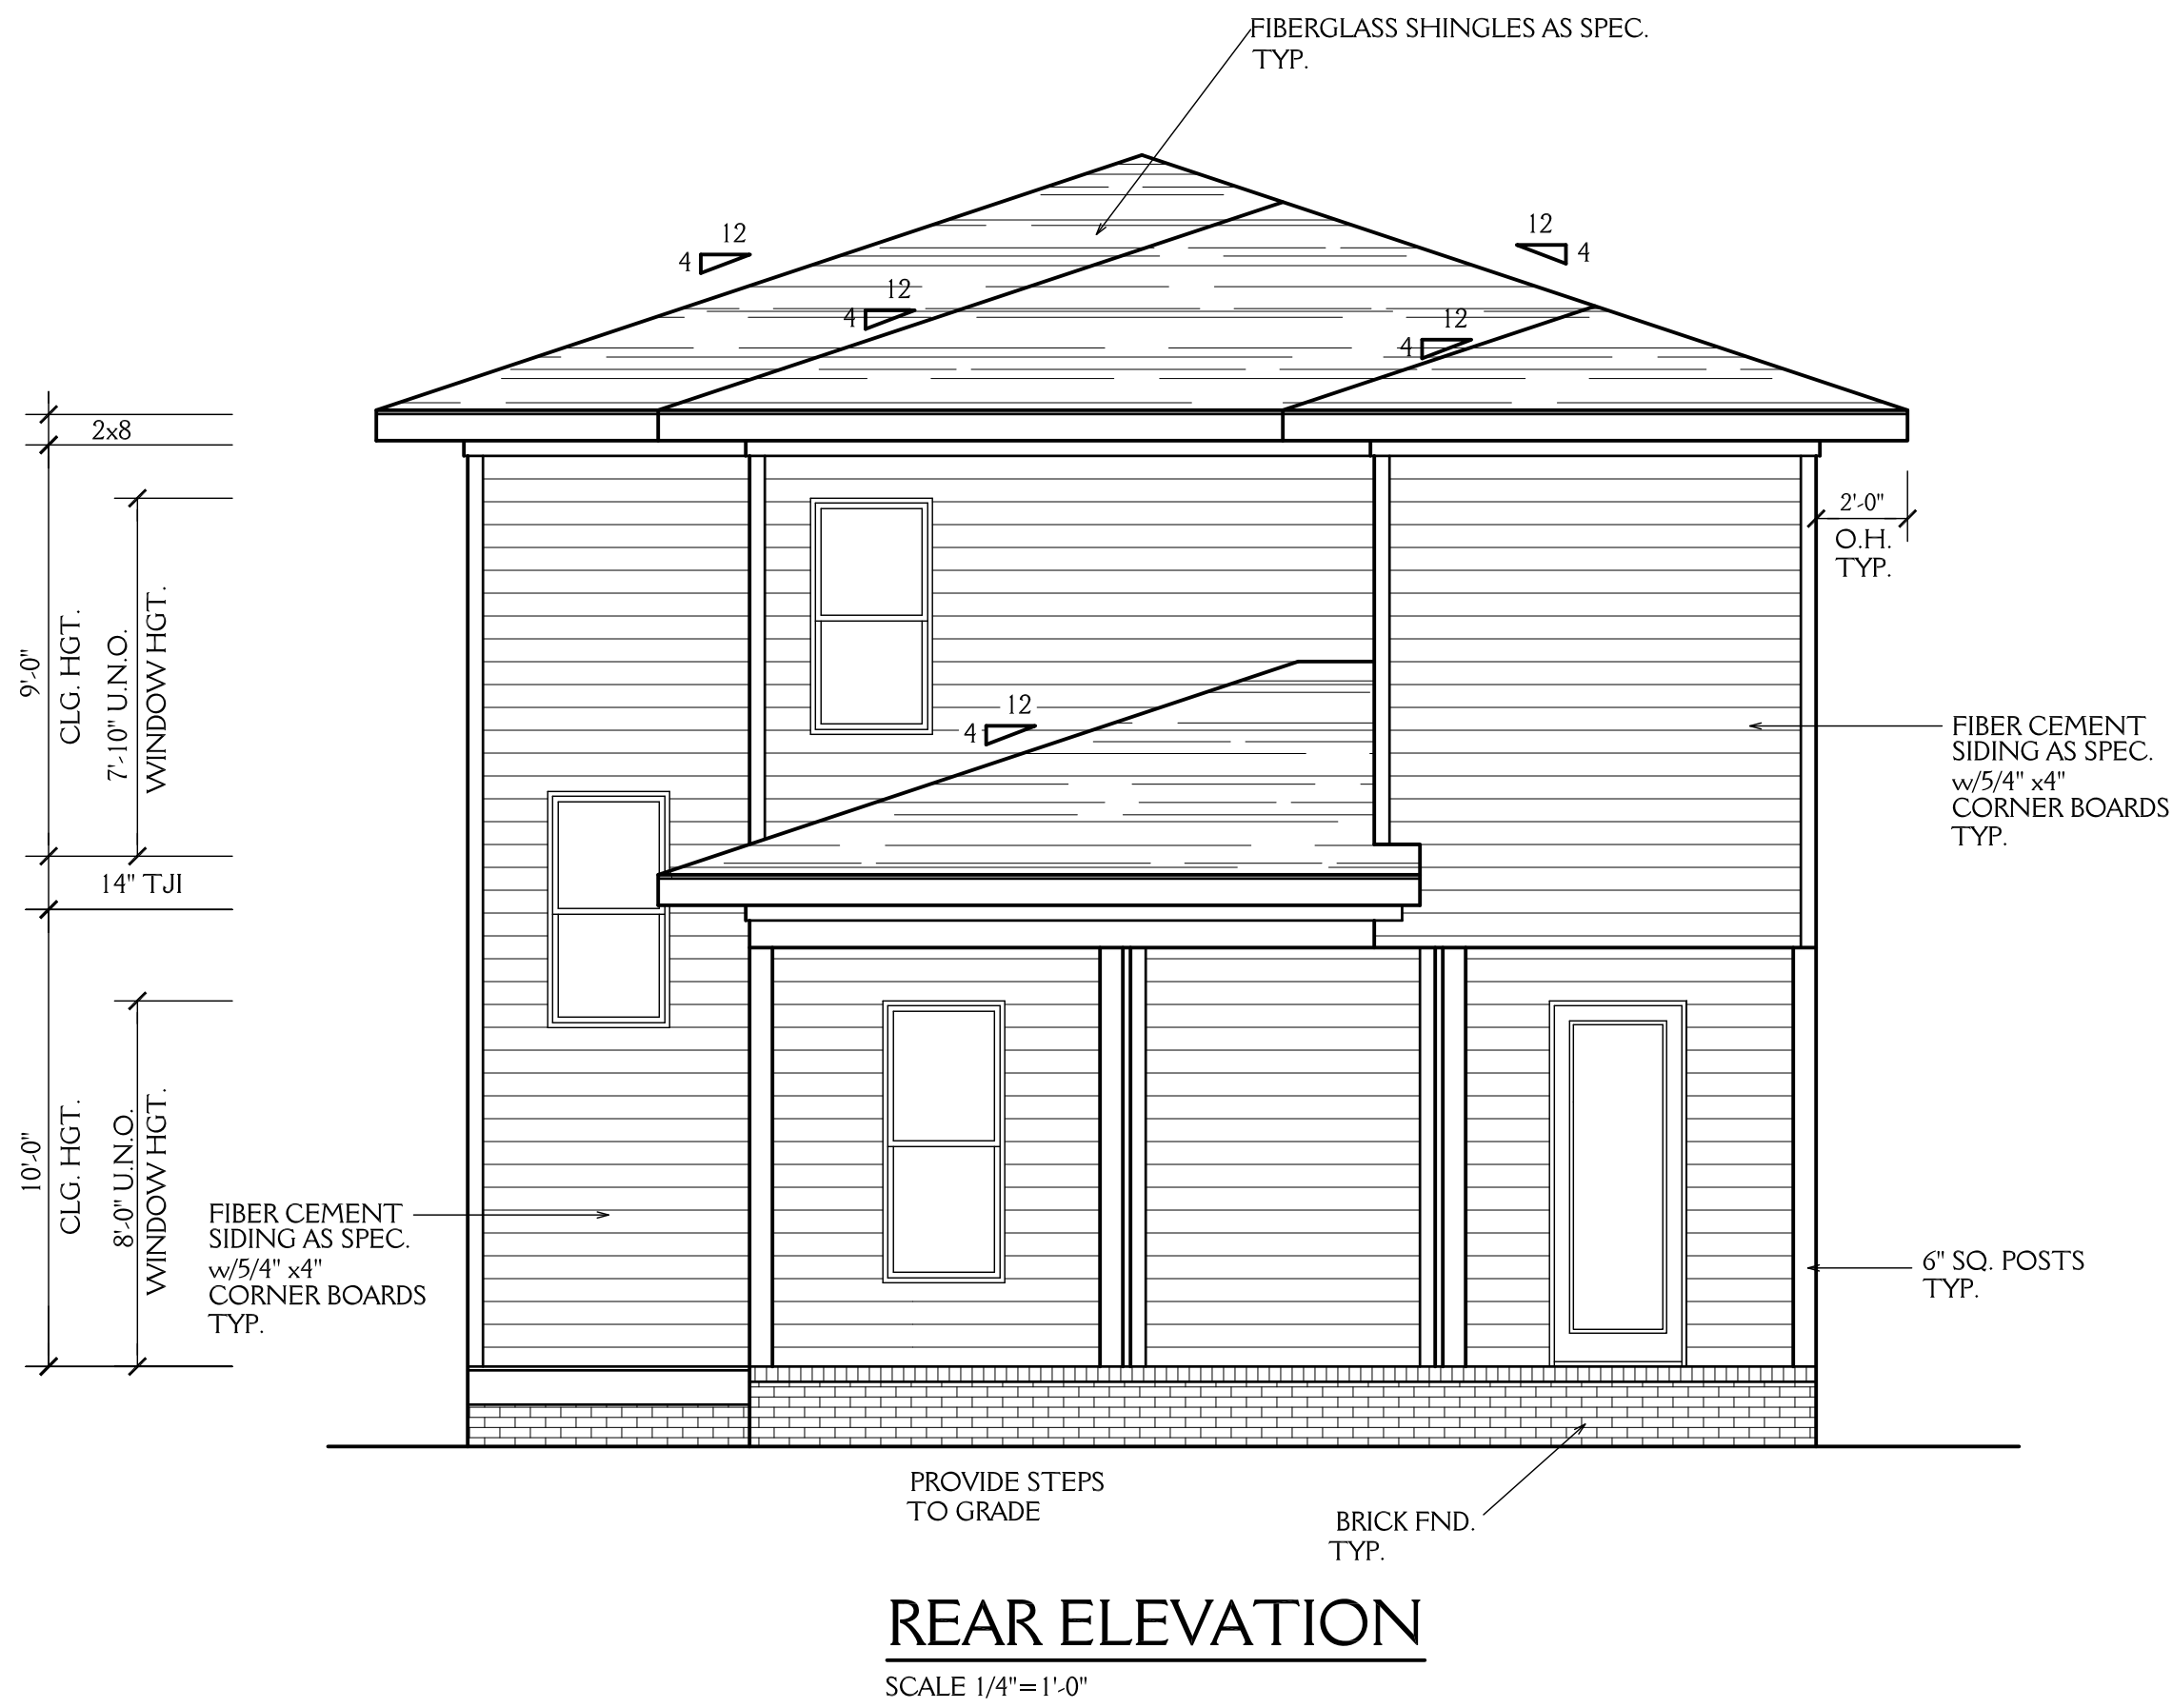 FIBERGLASS SHINGLES AS SPEC.
TYP.
12
4
12
4
12
4
12
4
2x8
2'-0"
O.H.
TYP.
9'-0"
CLG. HGT.
7'-10" U.N.O.
WINDOW HGT.
12
4
FIBER CEMENT
SIDING AS SPEC.
w/5/4" x4"
CORNER BOARDS
TYP.
14" TJI
10'-0"
CLG. HGT.
8'-0" U.N.O.
WINDOW HGT.
FIBER CEMENT
SIDING AS SPEC.
w/5/4" x4"
CORNER BOARDS
TYP.
6" SQ. POSTS
TYP.
PROVIDE STEPS
TO GRADE
BRICK FND.
TYP.
REAR ELEVATION
SCALE 1/4"=1'-0"